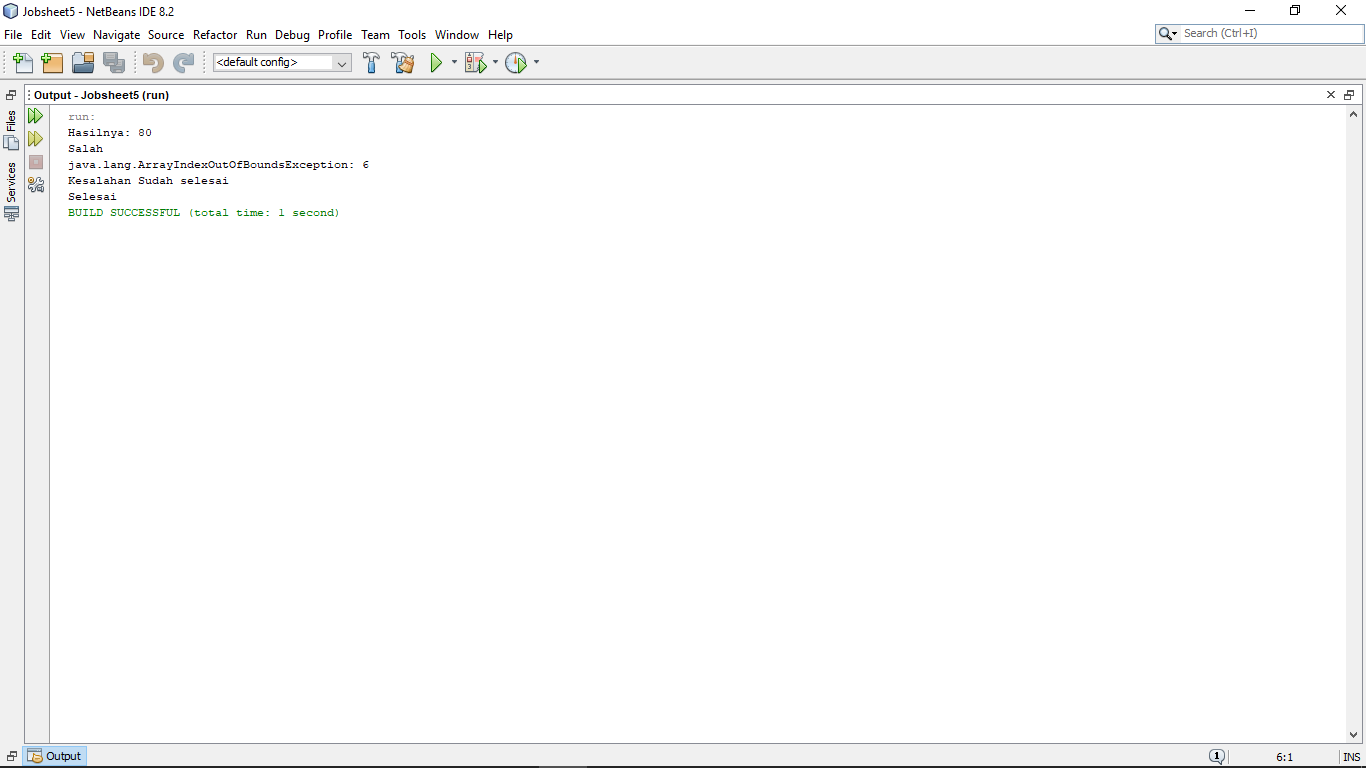 Jobsheet5 - NetBeans IDE 8.2
File Edit View Navigate Source Refactor Run Debug Profile Team Tools Window Help
Search (Ctrl+I)
<default config>
Output - Jobsheet5 (run)
Files
Services
run:
Hasilnya: 80
Salah
java.lang.ArrayIndexOutOfBoundsException: 6
Kesalahan Sudah selesai
Selesai
BUILD SUCCESSFUL (total time: 1 second)
Output
1
6:1
INS